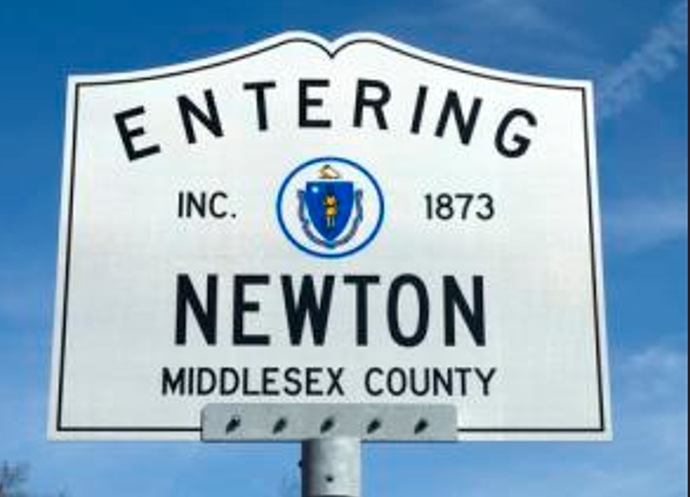 ENTERING
INC. 1873
NEWTON
MIDDLESEX COUNTY